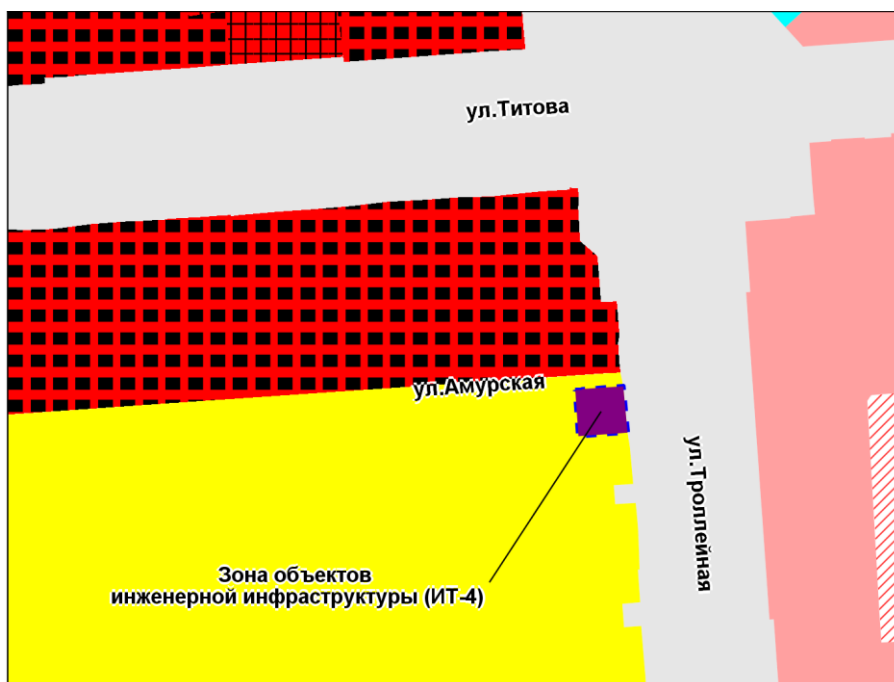 ул.Титова
ул.Амурская
ул.Троллейная
Зона объектов
инженерной инфраструктуры (ИТ-4)